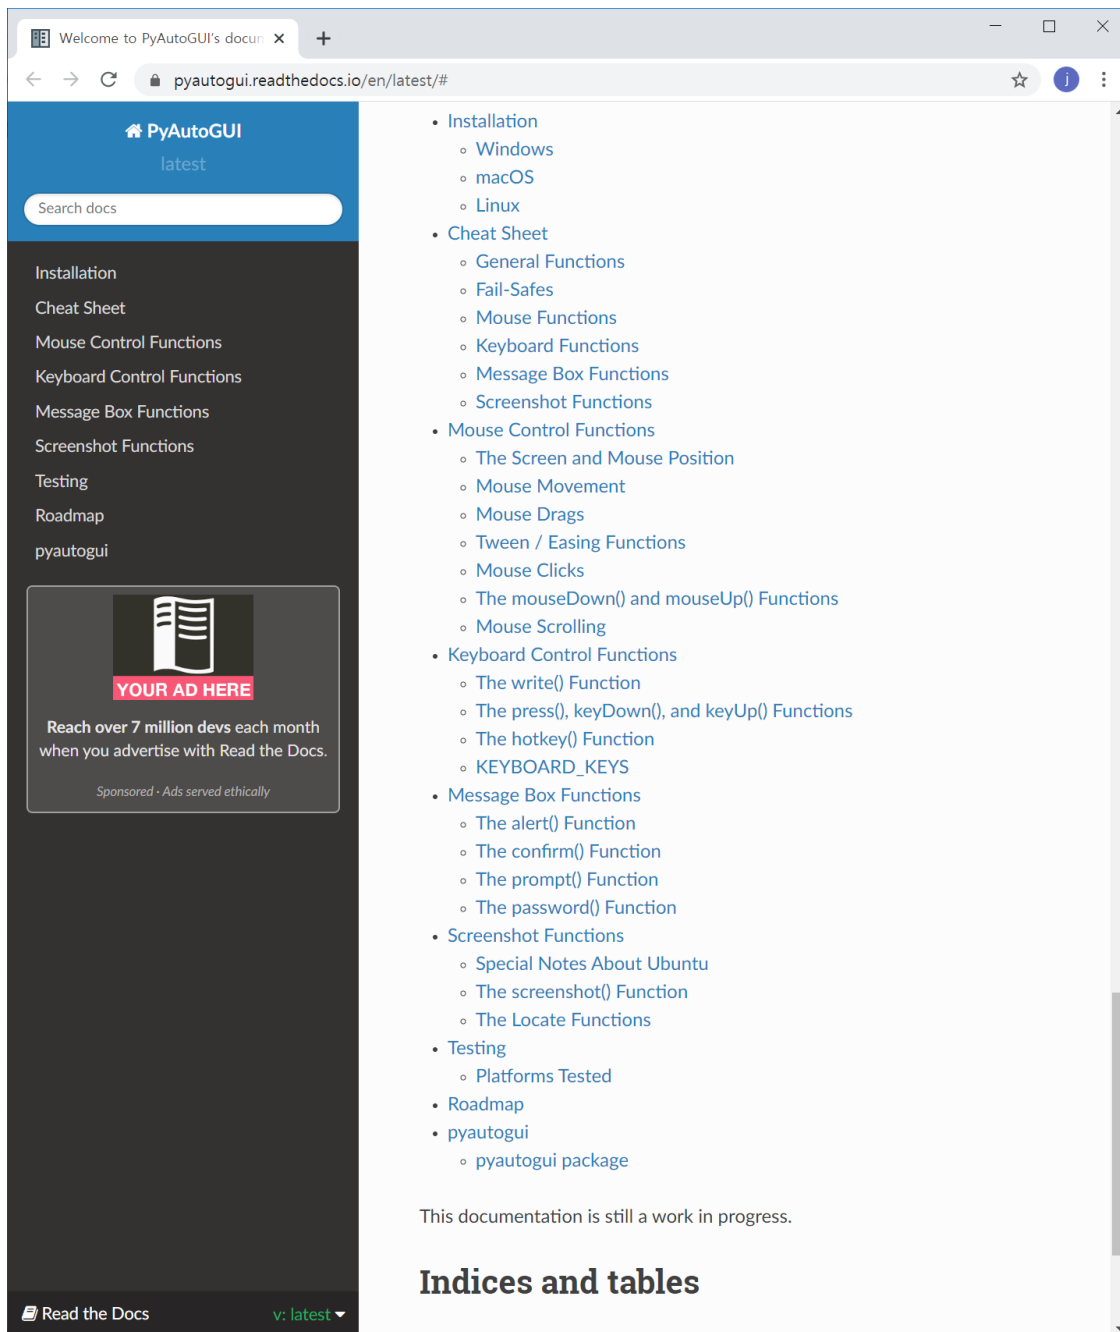 Welcome to PyAutoGUI's docun
pyautogui.readthedocs.io/en/latest/#
j
PyAutoGUI
latest
Search docs
Installation
Cheat Sheet
Mouse Control Functions
Keyboard Control Functions
Message Box Functions
Screenshot Functions
Testing
Roadmap
pyautogui
YOUR AD HERE
Reach over 7 million devs each month
when you advertise with Read the Docs.
Sponsored · Ads served ethically
Read the Docs
v: latest
Installation
Windows
macOS
Linux
Cheat Sheet
General Functions
Fail-Safes
Mouse Functions
Keyboard Functions
Message Box Functions
Screenshot Functions
Mouse Control Functions
The Screen and Mouse Position
Mouse Movement
Mouse Drags
Tween / Easing Functions
Mouse Clicks
The mouseDown() and mouseUp() Functions
Mouse Scrolling
Keyboard Control Functions
The write() Function
The press(), keyDown(), and keyUp() Functions
The hotkey() Function
KEYBOARD_KEYS
Message Box Functions
The alert() Function
The confirm() Function
The prompt() Function
The password() Function
Screenshot Functions
Special Notes About Ubuntu
The screenshot() Function
The Locate Functions
Testing
Platforms Tested
Roadmap
pyautogui
pyautogui package
This documentation is still a work in progress.
Indices and tables